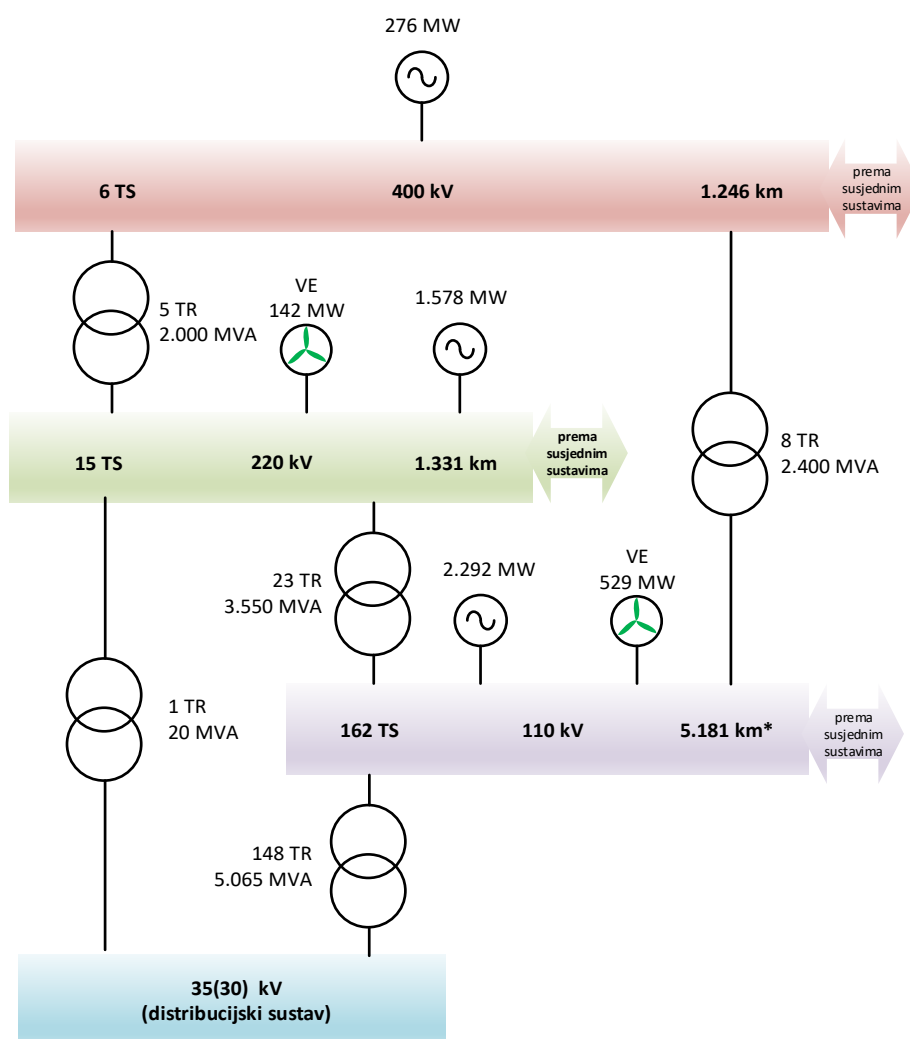 276 MW
6 TS
400 kV
1.246 km
prema
susjednim
sustavima
5 TR
2.000 MVA
VE
142 MW
1.578 MW
8 TR
2.400 MVA
15 TS
220 kV
1.331 km
prema
susjednim
sustavima
23 TR
3.550 MVA
2.292 MW
VE
529 MW
1 TR
20 MVA
162 TS
110 kV
5.181 km*
prema
susjednim
sustavima
148 TR
5.065 MVA
35(30) kV
(distribucijski sustav)